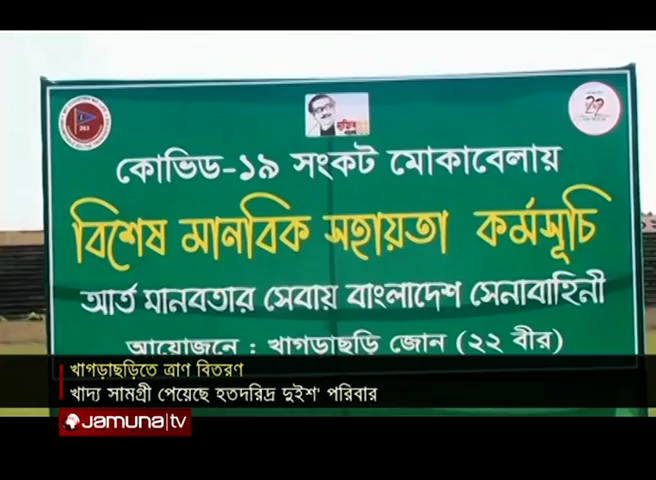 কোভিড-১৯ সংকট মোকাবেলায়
বিশেষ মানবিক সহায়তা কর্মসূচি
আর্ত মানবতার সেবায় বাংলাদেশ সেনাবাহিনী
আয়োজনে : খাগড়াছড়ি জোন (২২ বীর)
খাগড়াছড়িতে ত্রাণ বিতরণ
খাদ্য সামগ্রী পেয়েছে হতদরিদ্র দুইশ' পরিবার
Jamuna|tv